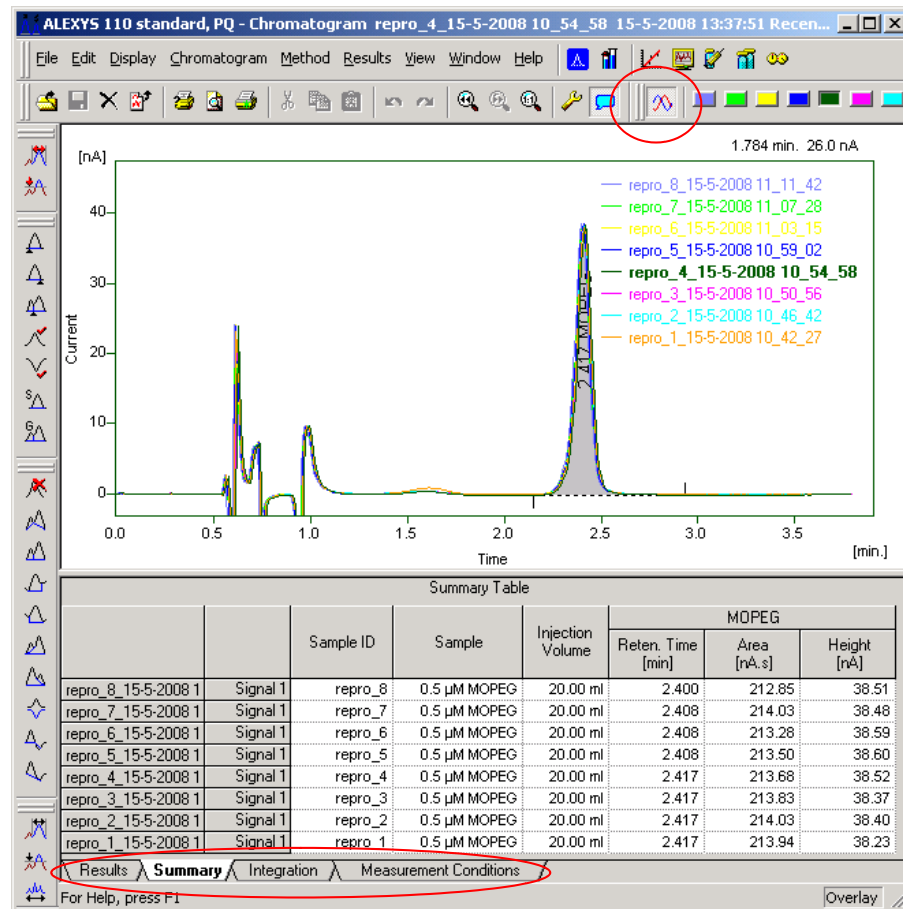 ALEXYS 110 standard, PQ - Chromatogram repro_4_15-5-2008 10_54_58 15-5-2008 13:37:51 Recen...
File Edit Display Chromatogram Method Results View Window Help
1.784 min. 26.0 nA
[nA]
repro_8_15-5-2008 11_11_42
repro_7_15-5-2008 11_07_28
repro_6_15-5-2008 11_03_15
repro_5_15-5-2008 10_59_02
repro_4_15-5-2008 10_54_58
repro_3_15-5-2008 10_50_56
repro_2_15-5-2008 10_46_42
repro_1_15-5-2008 10_42_27
40
30
20
10
0
Current
2.417 MOPEG
0.0 0.5 1.0 1.5 2.0 2.5 3.0 3.5
[min.]
Time
Summary Table
Sample ID Sample Injection Volume MOPEG
Reten. Time [min] Area [nA.s] Height [nA]
repro_8_15-5-2008 1 Signal 1 repro_8 0.5 µM MOPEG 20.00 ml 2.400 212.85 38.51
repro_7_15-5-2008 1 Signal 1 repro_7 0.5 µM MOPEG 20.00 ml 2.408 214.03 38.48
repro_6_15-5-2008 1 Signal 1 repro_6 0.5 µM MOPEG 20.00 ml 2.408 213.28 38.59
repro_5_15-5-2008 1 Signal 1 repro_5 0.5 µM MOPEG 20.00 ml 2.408 213.50 38.60
repro_4_15-5-2008 1 Signal 1 repro_4 0.5 µM MOPEG 20.00 ml 2.417 213.68 38.52
repro_3_15-5-2008 1 Signal 1 repro_3 0.5 µM MOPEG 20.00 ml 2.417 213.83 38.37
repro_2_15-5-2008 1 Signal 1 repro_2 0.5 µM MOPEG 20.00 ml 2.417 214.03 38.40
repro_1_15-5-2008 1 Signal 1 repro_1 0.5 µM MOPEG 20.00 ml 2.417 213.94 38.23
Results Summary Integration Measurement Conditions
For Help, press F1 Overlay